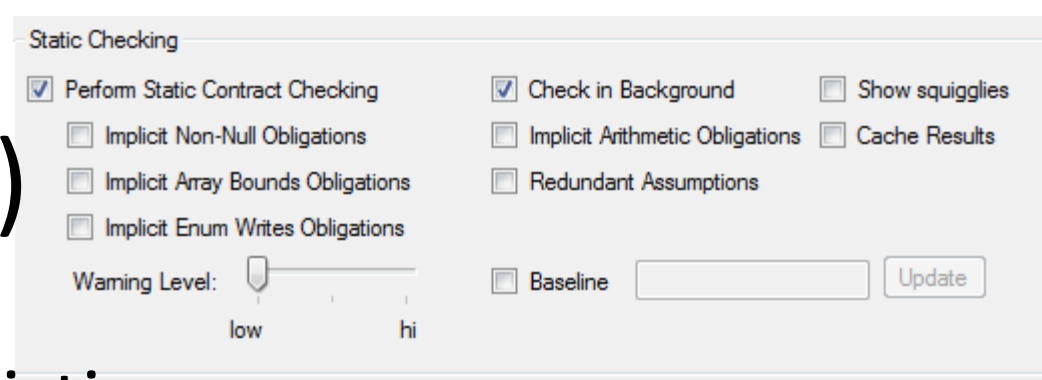 Static Checking
Perform Static Contract Checking Check in Background Show squigglies
Implicit Non-Null Obligations Implicit Arithmetic Obligations Cache Results
)
Implicit Array Bounds Obligations Redundant Assumptions
Implicit Enum Writes Obligations
Warning Level: Baseline Update
low hi